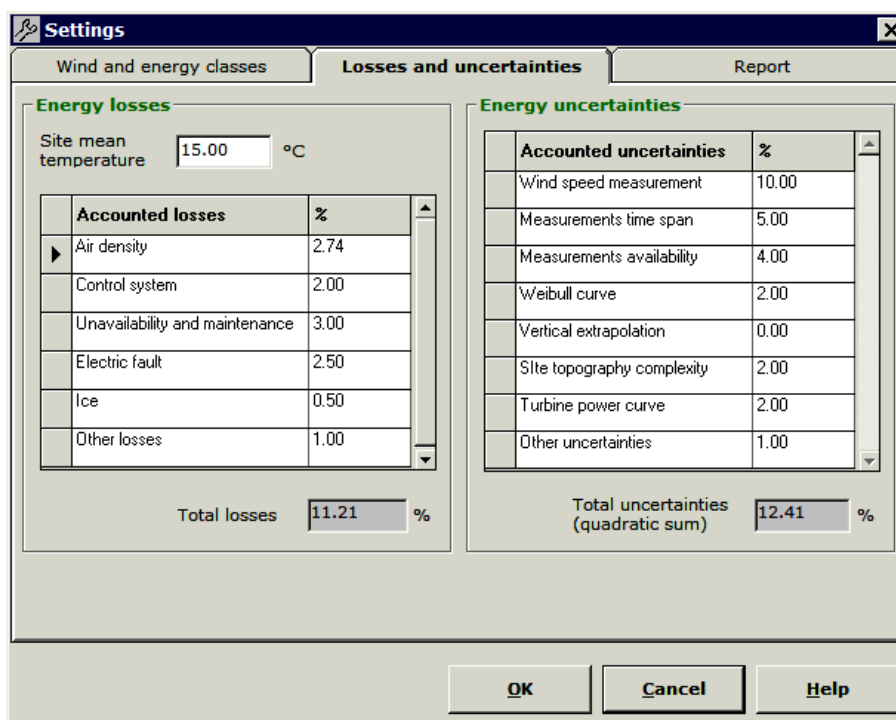 Settings
Wind and energy classes Losses and uncertainties Report
Energy losses
Site mean
temperature 15.00 °C
Accounted losses %
Air density 2.74
Control system 2.00
Unavailability and maintenance 3.00
Electric fault 2.50
Ice 0.50
Other losses 1.00
Total losses 11.21 %
Energy uncertainties
Accounted uncertainties %
Wind speed measurement 10.00
Measurements time span 5.00
Measurements availability 4.00
Weibull curve 2.00
Vertical extrapolation 0.00
SIte topography complexity 2.00
Turbine power curve 2.00
Other uncertainties 1.00
Total uncertainties
(quadratic sum) 12.41 %
OK Cancel Help